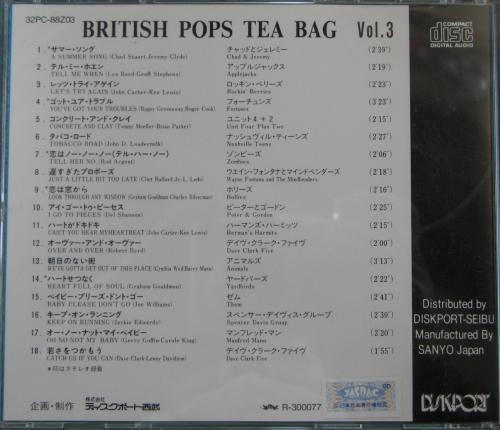 32PC-88Z03
BRITISH POPS TEA BAG Vol.3
COMPACT
disc
DIGITAL AUDIO
1. *サマー・ソング チャッドとジェレミー (2'39")
A SUMMER SONG (Chad Stuart-Jeremy Clyde) Chad & Jeremy
2. テル・ミー・ホエン アップルジャックス (2'19")
TELL ME WHEN (Les Reed-Geoff Stephens) Applejacks
3. レッツ・トライ・アゲイン ロッキン・ベリーズ (2'23")
LET'S TRY AGAIN (John Carter-Ken Lewis) Rockin' Berries
4. *ゴット・ユア・トラブル フォーチュンズ (3'23")
YOU'VE GOT YOUR TROUBLES (Roger Greenaway,Roger Cook) Fortunes
5. コンクリート・アンド・クレイ ユニット4+2 (2'15")
CONCRETE AND CLAY (Tommy Moeller-Brian Parker) Unit Four Plus Two
6. タバコ・ロード ナッシュヴィル・ティーンズ (2'27")
TOBACCO ROAD (John D. Loudermilk) Nashville Teens
7. *恋はノー・ノー・ノー(テル・ハー・ノー) ゾンビーズ (2'06")
TELL HER NO (Rod Argent) Zombies
8. 遅すぎたプロポーズ ウエイン・フォンタナとマインドベンダーズ (2'18")
JUST A LITTLE BIT TOO LATE (Clint Ballard Jr-L. Leih) Wayne Fontana and The Mindbenders
9. *恋は窓から ホリーズ (2'16")
LOOK THROUGH ANY WINDOW (Graham Gouldman Charles Silverman) Hollies
10. アイ・ゴー・トゥ・ピーセス ピーターとゴードン (2'25")
I GO TO PIECES (Del Shannon) Peter & Gordon
11. ハートがドキドキ ハーマンズ・ハーミッツ (2'15")
CAN'T YOU HEAR MYHEARTBEAT (John Carter-Ken Lewis) Herman's Harmits
12. オーヴァー・アンド・オーヴァー デイヴ・クラーク・ファイヴ (2'00")
OVER AND OVER (Robert Byrd) Dave Clark Five
13. 朝日のない街 アニマルズ (3'13")
WE'VE GOTTA GET OUT OF THIS PLACE (Cynthia Weil Barry Mann) Animals
14. *ハートせつなく ヤードバーズ (2'22")
HEART FULL OF SOUL (Graham Gouldman) Yardbirds
15. ベイビー・プリーズ・ドント・ゴー ゼム (2'41")
BABY PLEASE DON'T GO (Joe Williams) Them
16. キープ・オン・ランニング スペンサー・デイヴィス・グループ (2'39")
KEEP ON RUNNING (Jackie Edwards) Spencer Davis Group
17. オー・ノー・ナット・マイ・ベイビー マンフレッド・マン (2'20")
OH NO NOT MY BABY (Gerry Goffin-Carole King) Manfred Mann
18. 若さをつかもう デイヴ・クラーク・ファイヴ (1'55")
CATCH US IF YOU CAN (Dave Clark-Lenny Davidson) Dave Clark Five
*印はステレオ録音
企画・制作 株式会社 ディスクポート西武
R-300077
JASRAC
Distributed by
DISKPORT-SEIBU
Manufactured By
SANYO Japan
DISKPORT